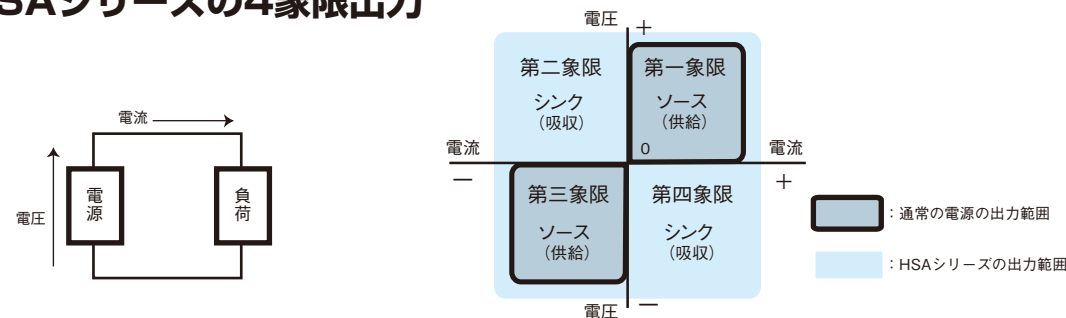 SAシリーズの4象限出力
電流
電圧
電源
負荷
電圧
＋
第二象限
シンク
（吸収）
第一象限
ソース
（供給）
0
電流
－
電流
＋
第三象限
ソース
（供給）
第四象限
シンク
（吸収）
電圧
－
：通常の電源の出力範囲
：HSAシリーズの出力範囲